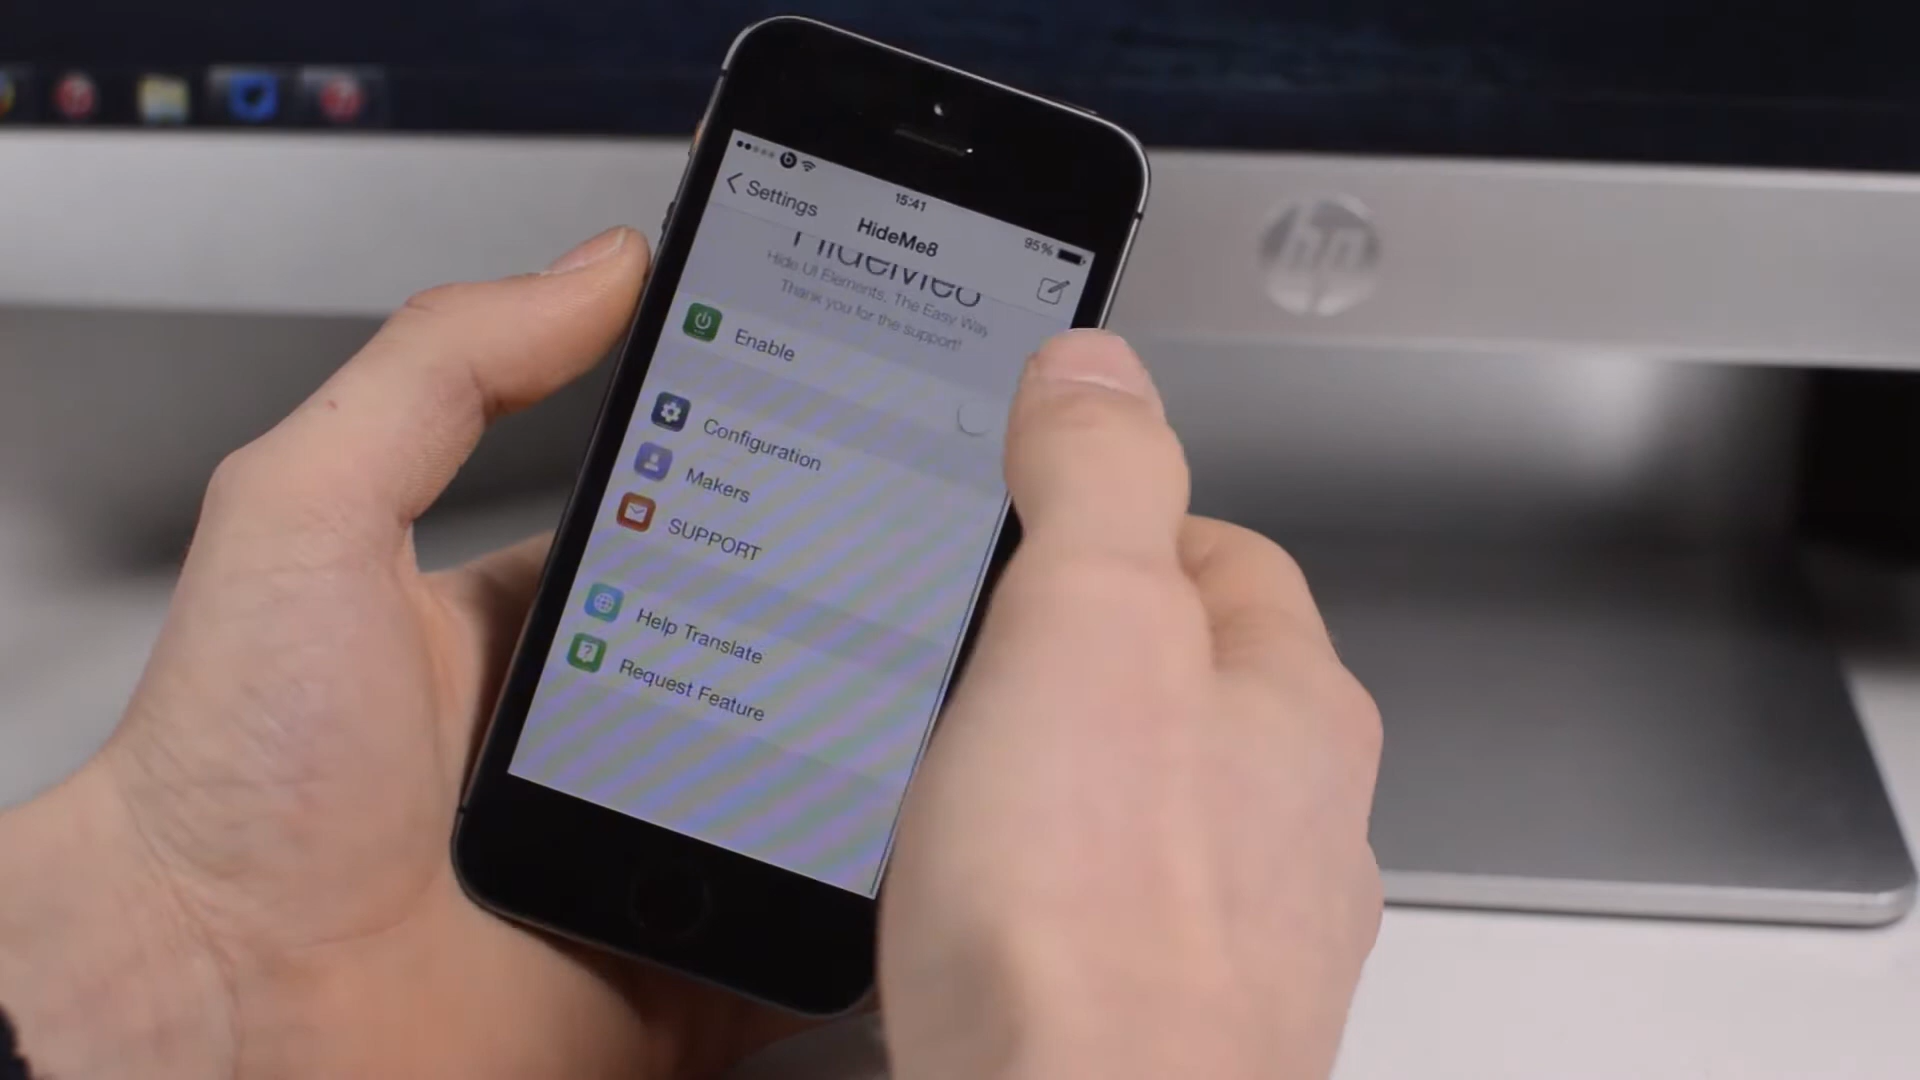 15:41
95%
Settings
HideMe8
HideMe8
Hide UI Elements, The Easy Way
Thank you for the support!
Enable
Configuration
Makers
SUPPORT
Help Translate
Request Feature
hp